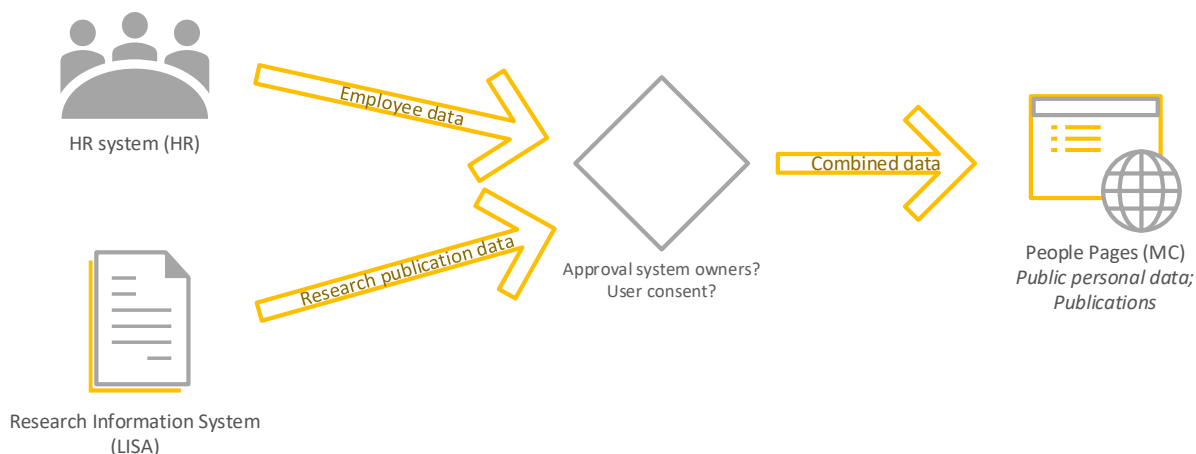 HR system (HR)
Employee data
Research publication data
Research Information System
(LISA)
Approval system owners?
User consent?
Combined data
People Pages (MC)
Public personal data;
Publications